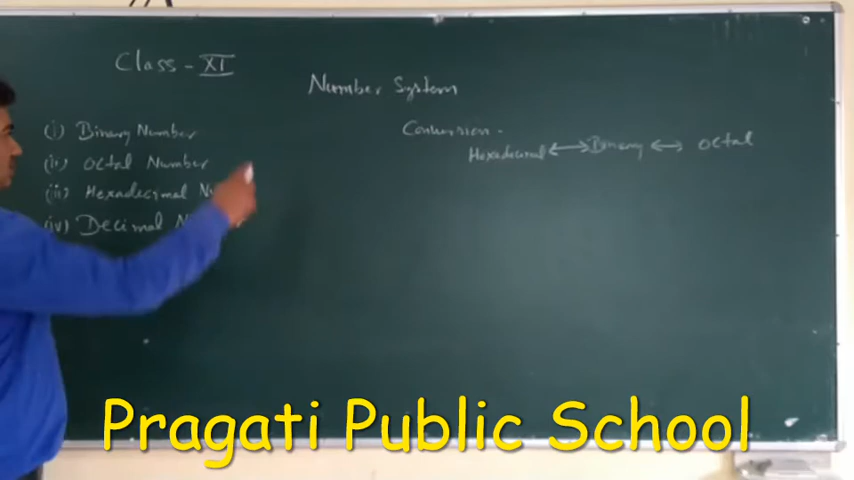 Class - XI
Number System
(i) Binary Number
(ii) Octal Number
(iii) Hexadecimal
(iv) Decimal
Conversion -
Hexadecimal ↔ Binary ↔ Octal
Pragati Public School